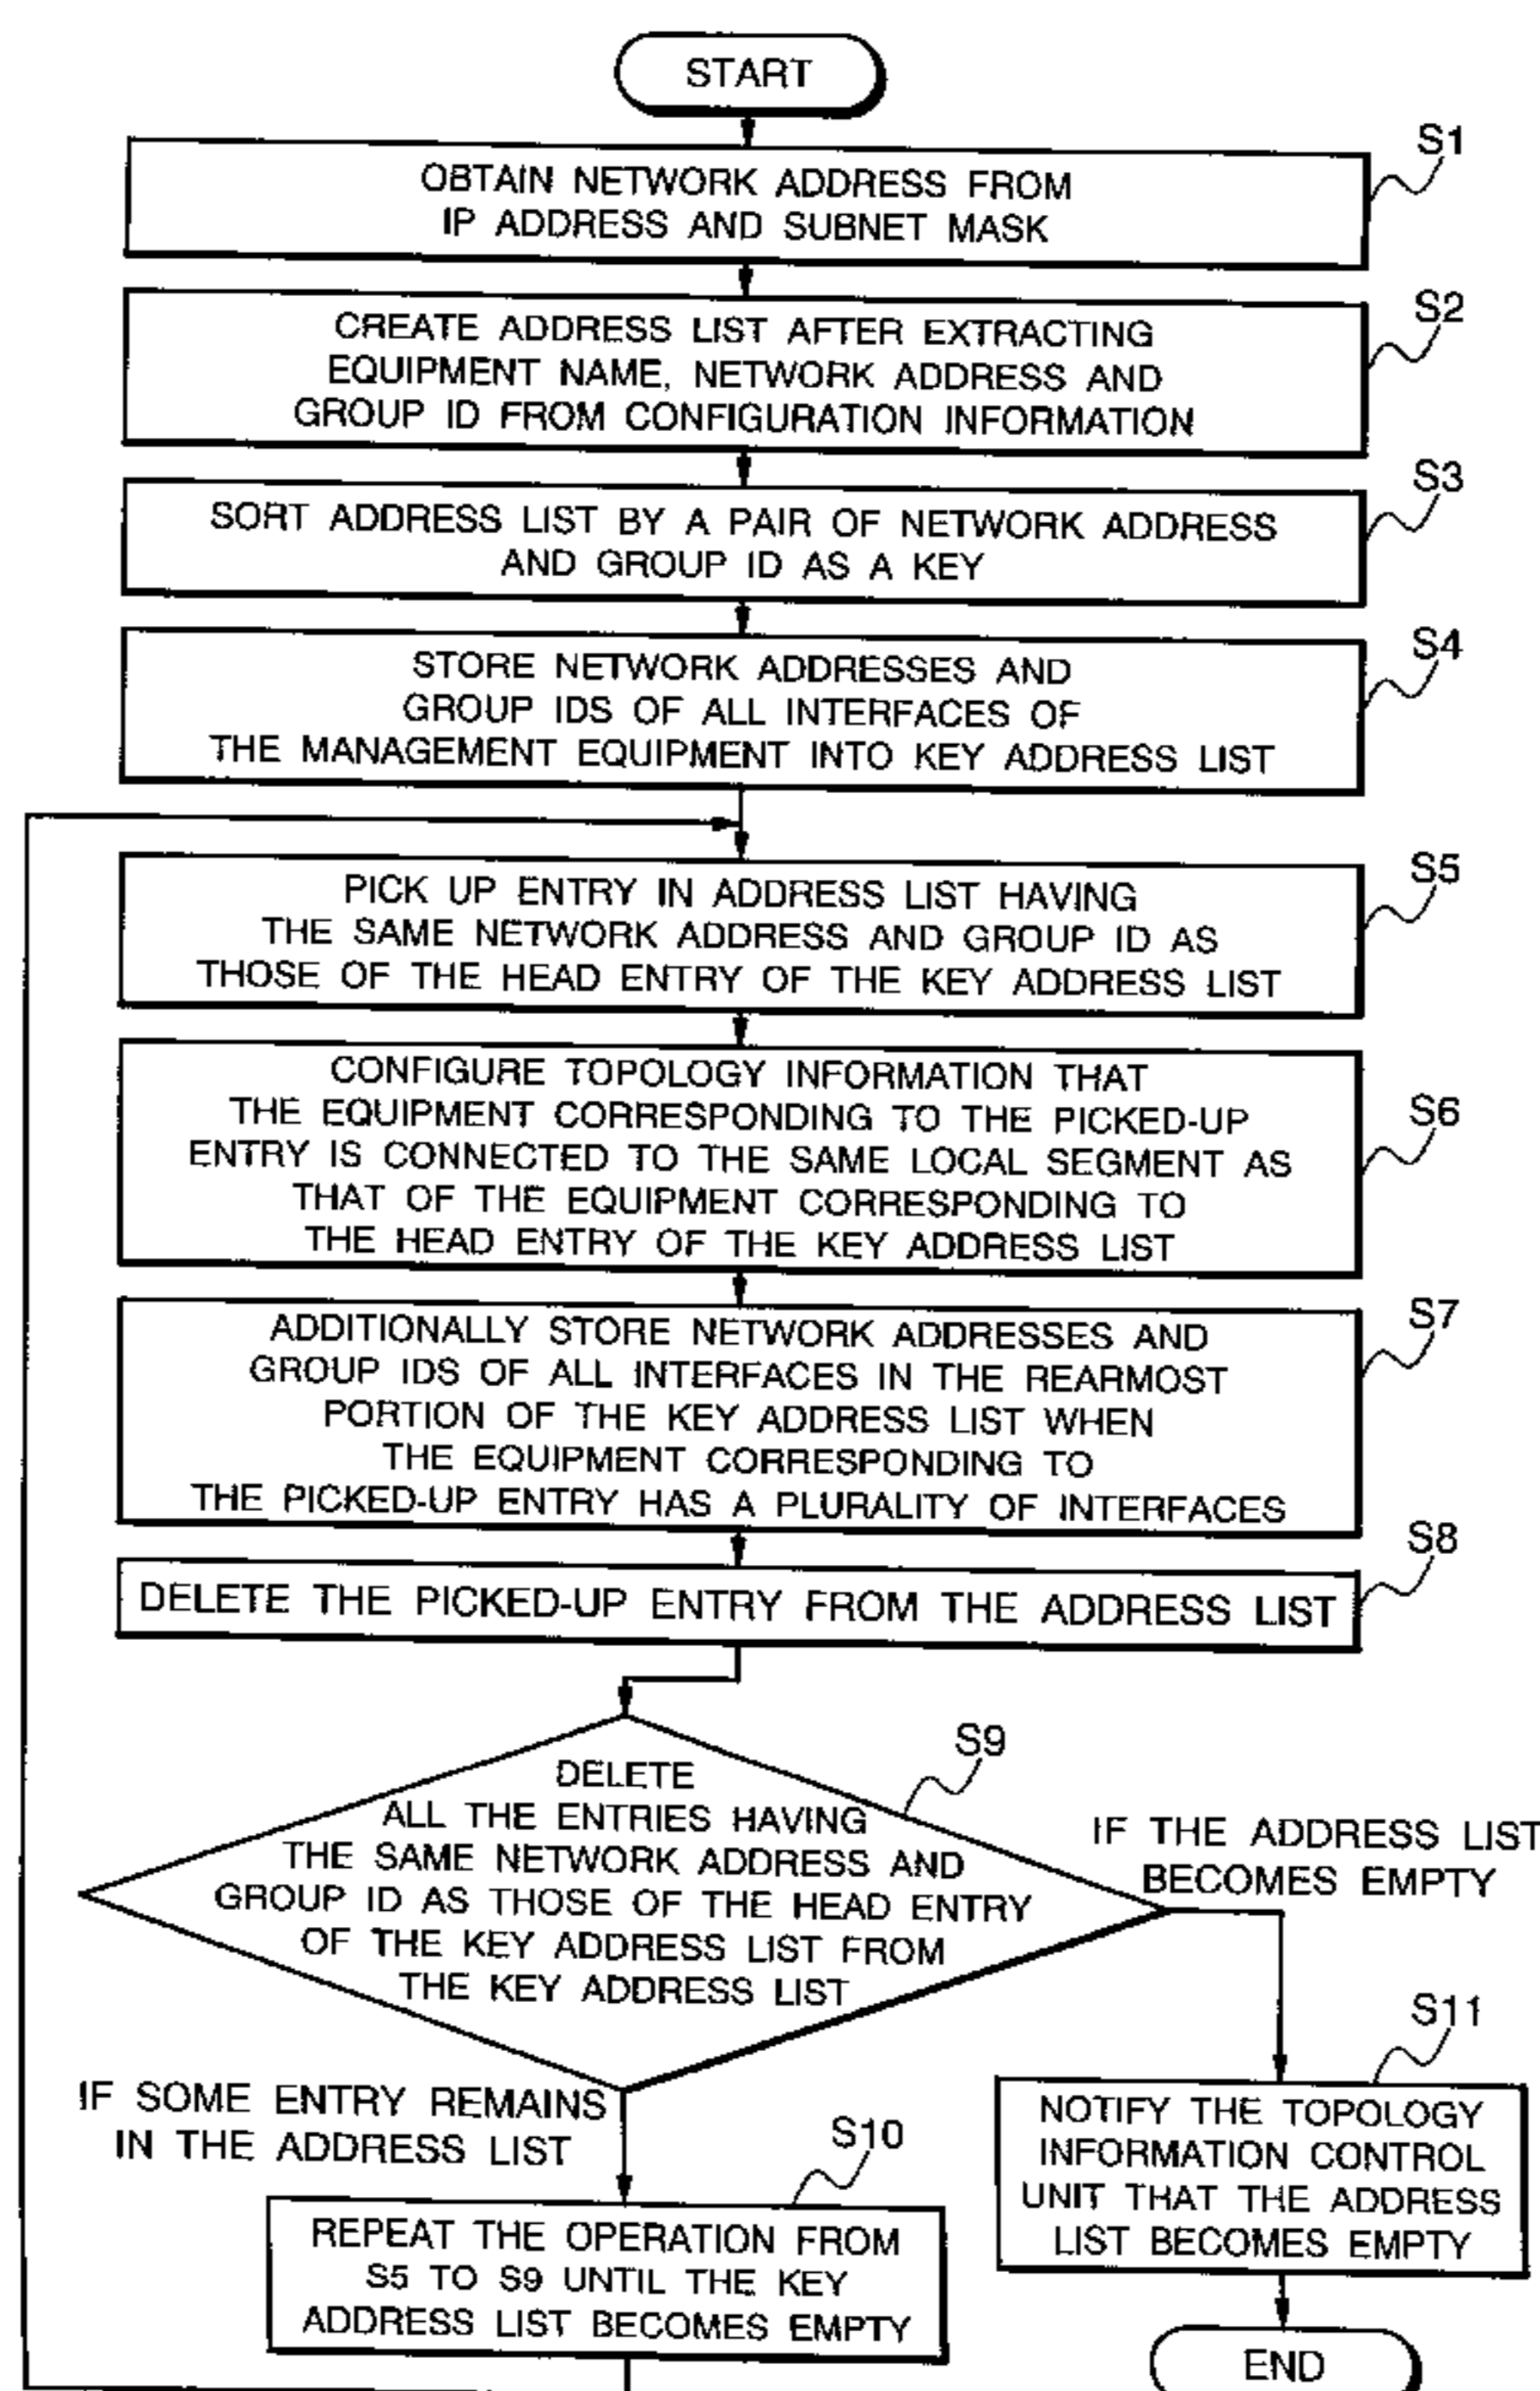 START
S1
OBTAIN NETWORK ADDRESS FROM
IP ADDRESS AND SUBNET MASK
S2
CREATE ADDRESS LIST AFTER EXTRACTING
EQUIPMENT NAME, NETWORK ADDRESS AND
GROUP ID FROM CONFIGURATION INFORMATION
S3
SORT ADDRESS LIST BY A PAIR OF NETWORK ADDRESS
AND GROUP ID AS A KEY
S4
STORE NETWORK ADDRESSES AND
GROUP IDS OF ALL INTERFACES OF
THE MANAGEMENT EQUIPMENT INTO KEY ADDRESS LIST
S5
PICK UP ENTRY IN ADDRESS LIST HAVING
THE SAME NETWORK ADDRESS AND GROUP ID AS
THOSE OF THE HEAD ENTRY OF THE KEY ADDRESS LIST
S6
CONFIGURE TOPOLOGY INFORMATION THAT
THE EQUIPMENT CORRESPONDING TO THE PICKED-UP
ENTRY IS CONNECTED TO THE SAME LOCAL SEGMENT AS
THAT OF THE EQUIPMENT CORRESPONDING TO
THE HEAD ENTRY OF THE KEY ADDRESS LIST
S7
ADDITIONALLY STORE NETWORK ADDRESSES AND
GROUP IDS OF ALL INTERFACES IN THE REARMOST
PORTION OF THE KEY ADDRESS LIST WHEN
THE EQUIPMENT CORRESPONDING TO
THE PICKED-UP ENTRY HAS A PLURALITY OF INTERFACES
S8
DELETE THE PICKED-UP ENTRY FROM THE ADDRESS LIST
S9
DELETE
ALL THE ENTRIES HAVING
THE SAME NETWORK ADDRESS AND
GROUP ID AS THOSE OF THE HEAD ENTRY
OF THE KEY ADDRESS LIST FROM
THE KEY ADDRESS LIST
IF THE ADDRESS LIST
BECOMES EMPTY
IF SOME ENTRY REMAINS
IN THE ADDRESS LIST
S10
REPEAT THE OPERATION FROM
S5 TO S9 UNTIL THE KEY
ADDRESS LIST BECOMES EMPTY
S11
NOTIFY THE TOPOLOGY
INFORMATION CONTROL
UNIT THAT THE ADDRESS
LIST BECOMES EMPTY
END